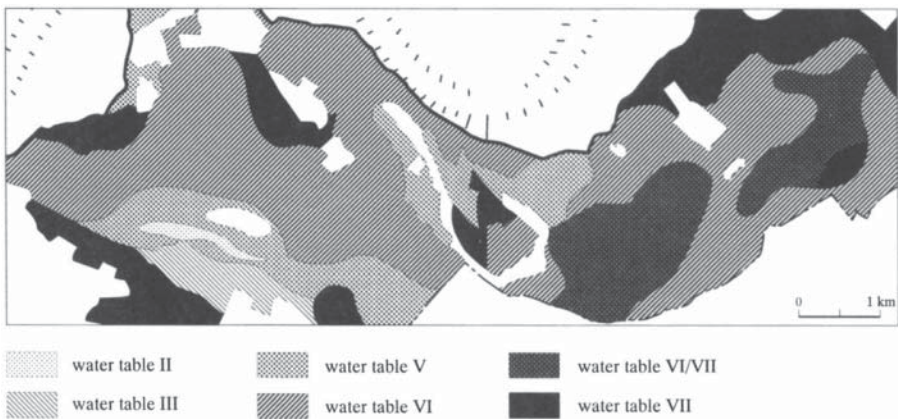 0 1 km
water table II
water table V
water table VI/VII
water table III
water table VI
water table VII